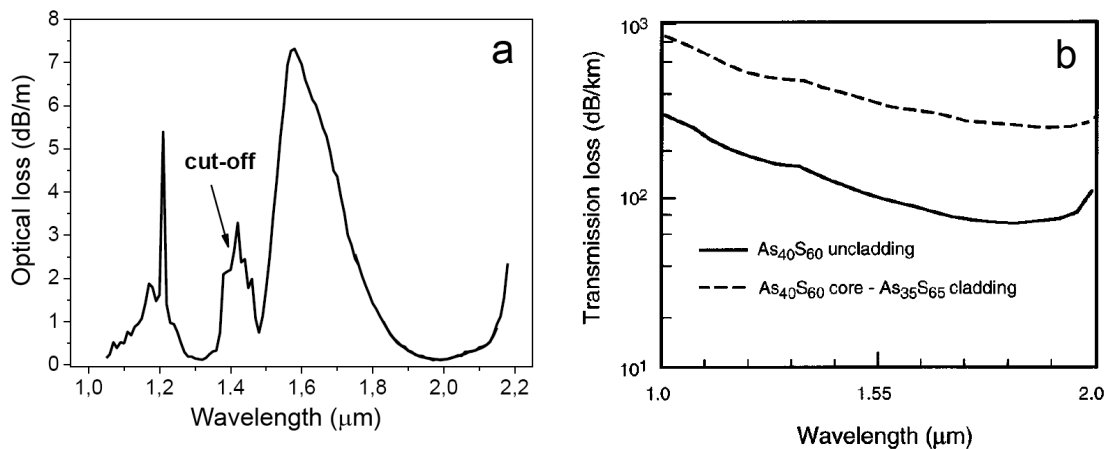 a
Optical loss (dB/m)
8
7
6
5
4
3
2
1
0
cut-off
1,0 1,2 1,4 1,6 1,8 2,0 2,2
Wavelength (μm)
b
Transmission loss (dB/km)
10³
10²
10¹
As₄₀S₆₀ uncladding
As₄₀S₆₀ core - As₃₅S₆₅ cladding
1.0 1.55 2.0
Wavelength (μm)